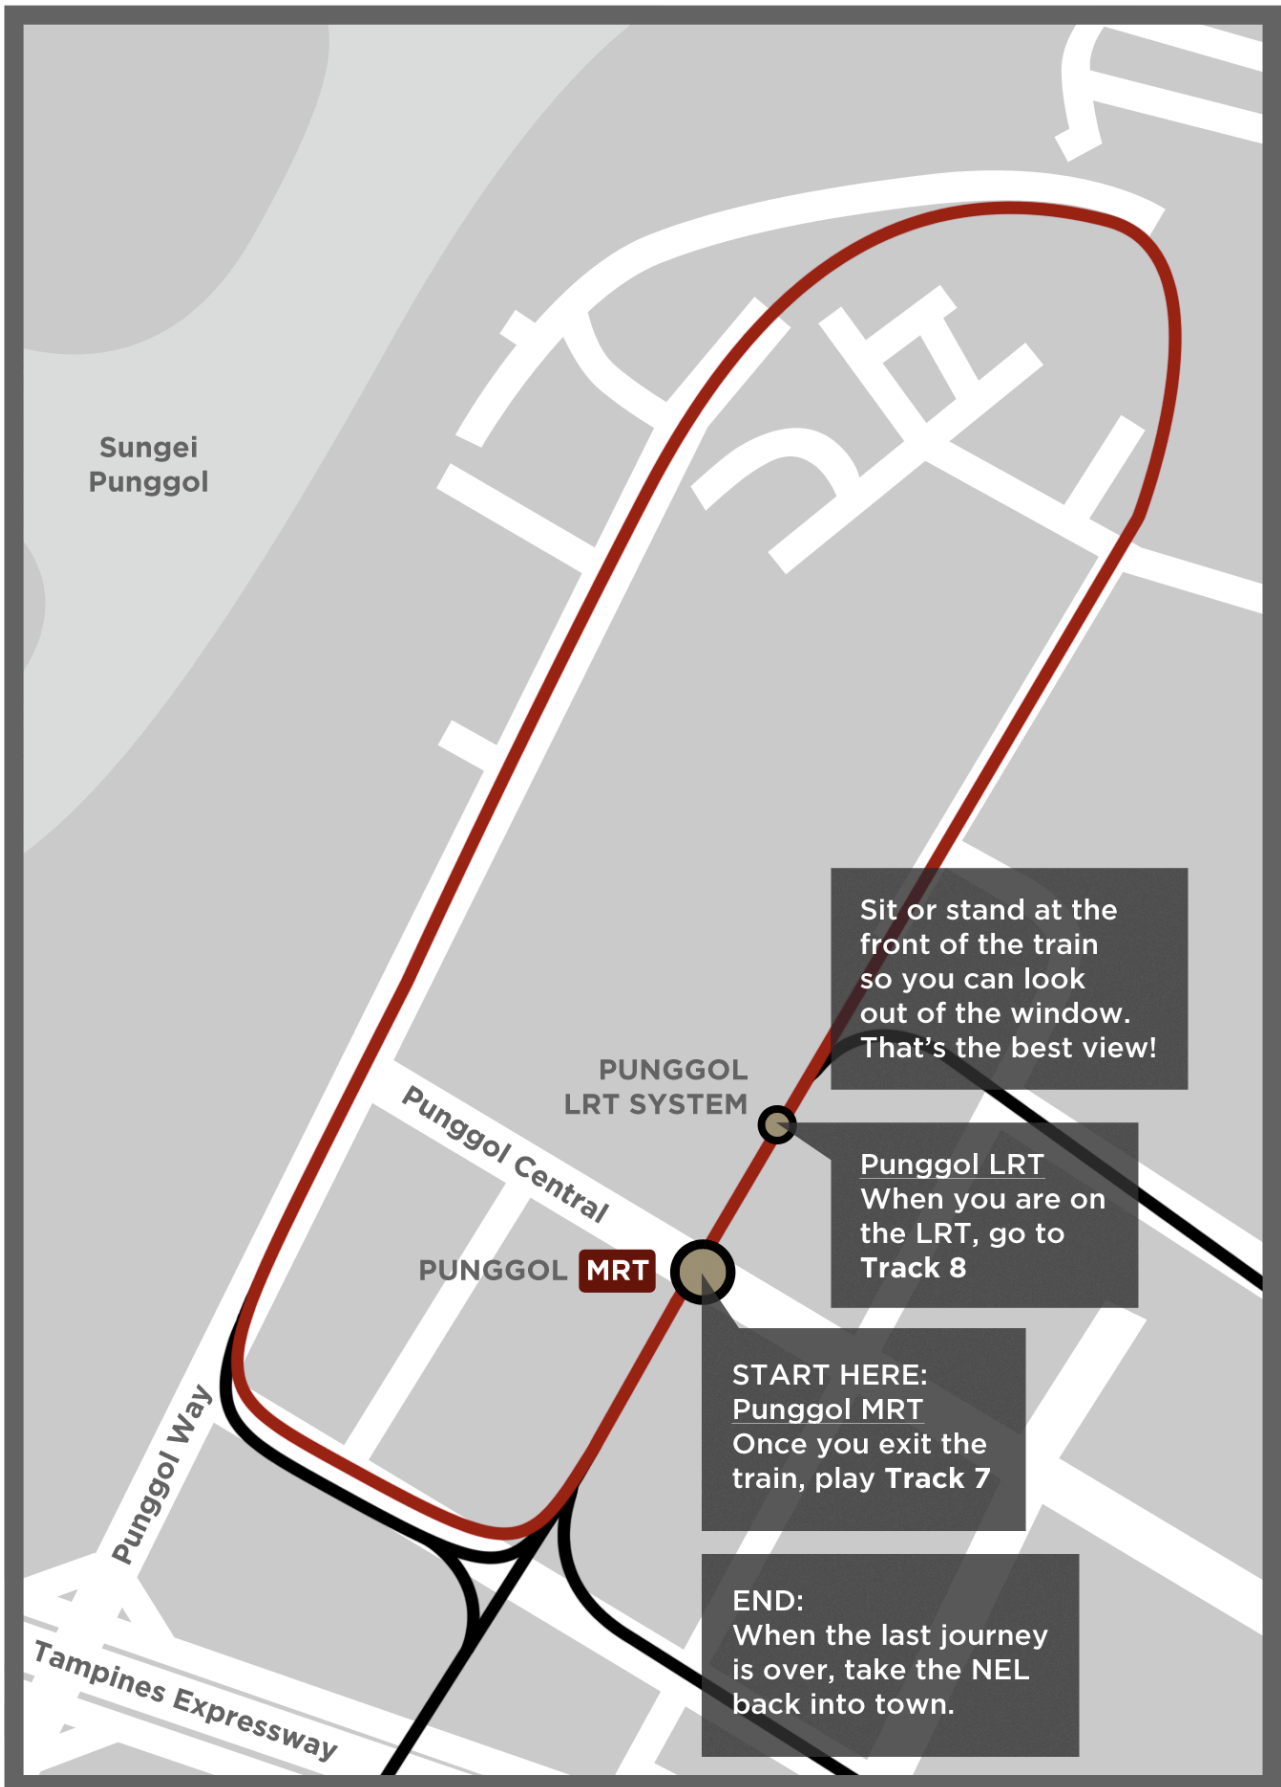 Sungei
Punggol
Sit or stand at the
front of the train
so you can look
out of the window.
That's the best view!
PUNGGOL
LRT SYSTEM
Punggol Central
Punggol LRT
When you are on
the LRT, go to
Track 8
PUNGGOL MRT
START HERE:
Punggol MRT
Once you exit the
train, play Track 7
Punggol Way
END:
When the last journey
is over, take the NEL
back into town.
Tampines Expressway